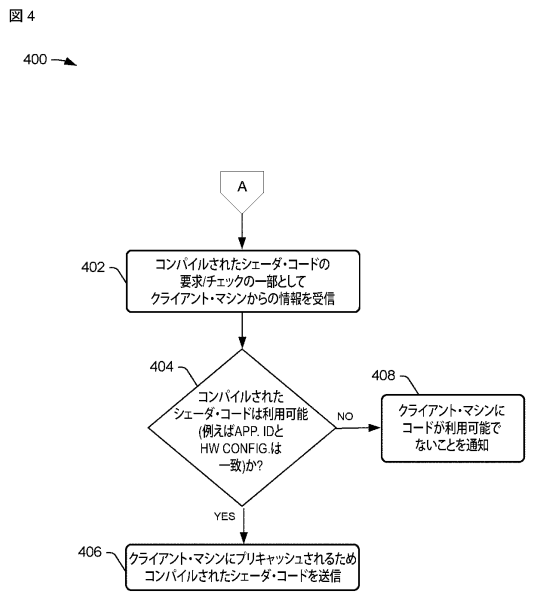 図 4
400
A
402
コンパイルされたシェーダ・コードの
要求/チェックの一部として
クライアント・マシンからの情報を受信
404
コンパイルされた
シェーダ・コードは利用可能
(例えばAPP. IDと
HW CONFIG.は
一致)か?
NO
408
クライアント・マシンに
コードが利用可能で
ないことを通知
YES
406
クライアント・マシンにプリキャッシュされるため
コンパイルされたシェーダ・コードを送信